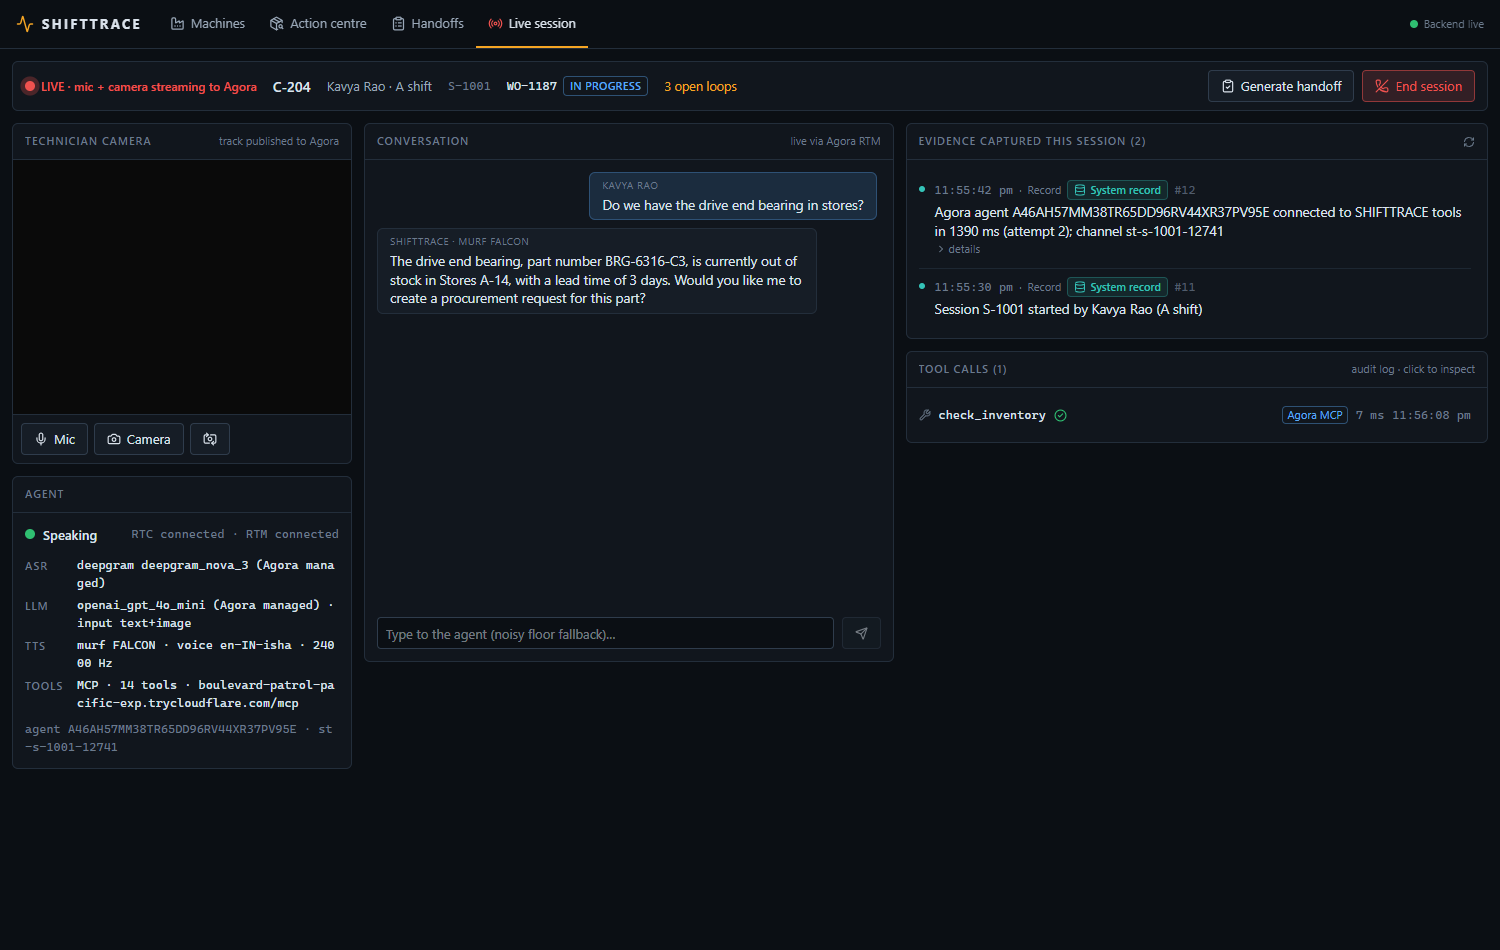 SHIFTTRACE
Machines
Action centre
Handoffs
Live session
Backend live
LIVE · mic + camera streaming to Agora
C-204
Kavya Rao · A shift
S-1001
WO-1187
IN PROGRESS
3 open loops
Generate handoff
End session
TECHNICIAN CAMERA
track published to Agora
Mic
Camera
AGENT
Speaking
RTC connected · RTM connected
ASR
deepgram deepgram_nova_3 (Agora mana
ged)
LLM
openai_gpt_4o_mini (Agora managed) ·
input text+image
TTS
murf FALCON · voice en-IN-isha · 240
00 Hz
TOOLS
MCP · 14 tools · boulevard-patrol-pa
cific-exp.trycloudflare.com/mcp
agent A46AH57MM38TR65DD96RV44XR37PV95E · st
-s-1001-12741
CONVERSATION
live via Agora RTM
KAVYA RAO
Do we have the drive end bearing in stores?
SHIFTTRACE · MURF FALCON
The drive end bearing, part number BRG-6316-C3, is currently out of
stock in Stores A-14, with a lead time of 3 days. Would you like me to
create a procurement request for this part?
Type to the agent (noisy floor fallback)...
EVIDENCE CAPTURED THIS SESSION (2)
11:55:42 pm · Record
System record
#12
Agora agent A46AH57MM38TR65DD96RV44XR37PV95E connected to SHIFTTRACE tools
in 1390 ms (attempt 2); channel st-s-1001-12741
details
11:55:30 pm · Record
System record
#11
Session S-1001 started by Kavya Rao (A shift)
TOOL CALLS (1)
audit log · click to inspect
check_inventory
Agora MCP
7 ms
11:56:08 pm